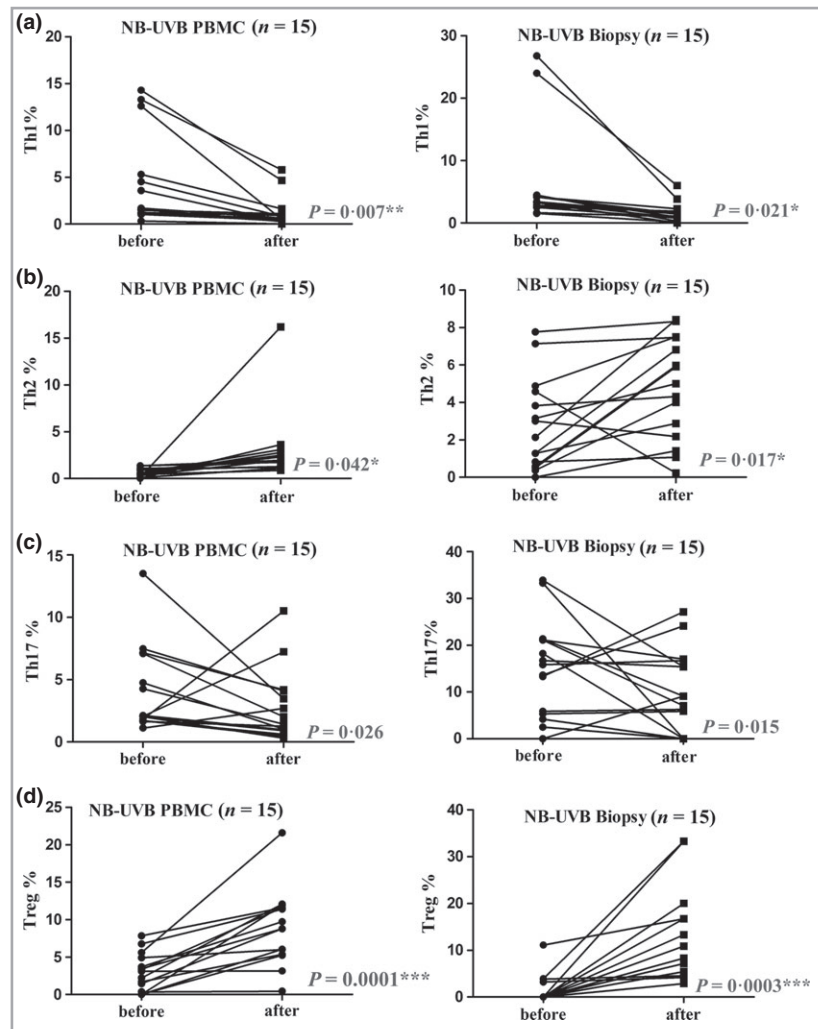 (a)
NB-UVB PBMC (n = 15)
Th1%
20
15
10
5
0
before
after
P = 0·007**
NB-UVB Biopsy (n = 15)
Th1%
30
20
10
0
before
after
P = 0·021*
(b)
NB-UVB PBMC (n = 15)
Th2 %
20
15
10
5
0
before
after
P = 0·042*
NB-UVB Biopsy (n = 15)
Th2 %
10
8
6
4
2
0
before
after
P = 0·017*
(c)
NB-UVB PBMC (n = 15)
Th17 %
15
10
5
0
before
after
P = 0·026
NB-UVB Biopsy (n = 15)
Th17%
40
30
20
10
0
before
after
P = 0·015
(d)
NB-UVB PBMC (n = 15)
Treg %
25
20
15
10
5
0
before
after
P = 0.0001***
NB-UVB Biopsy (n = 15)
Treg %
40
30
20
10
0
before
after
P = 0·0003***